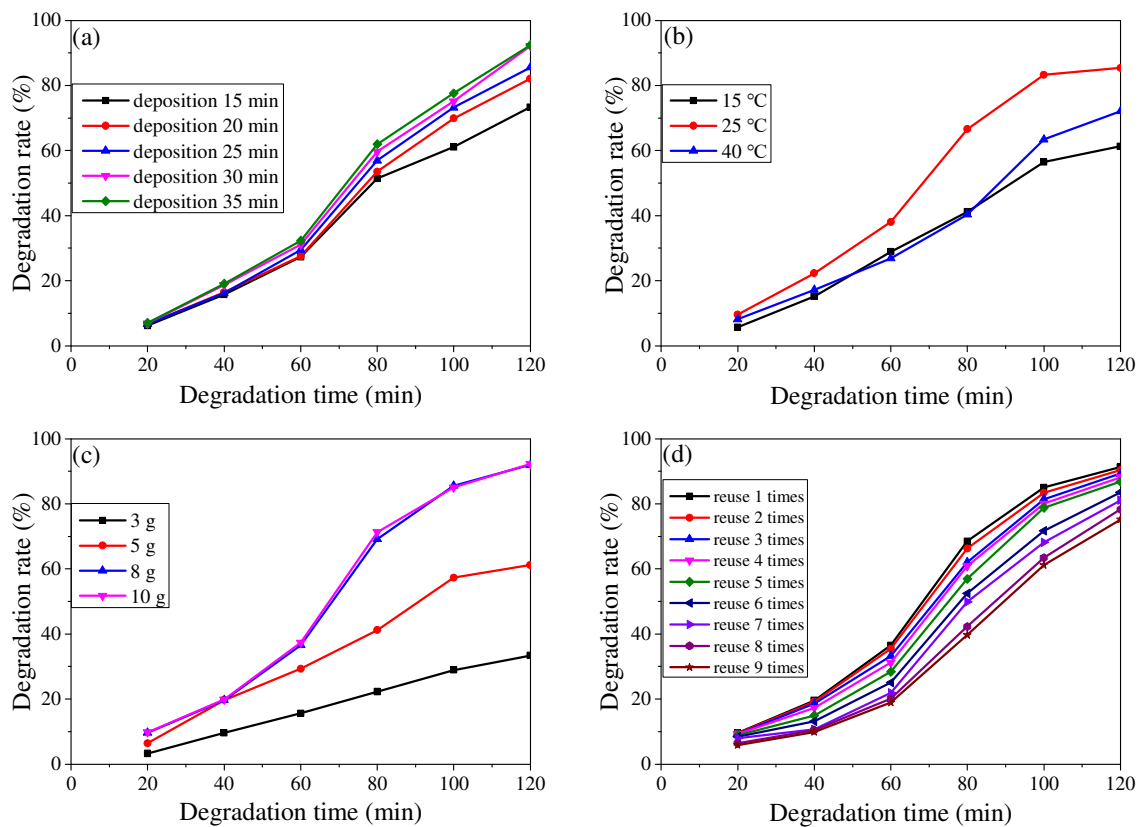 (a)
100
80
60
40
20
0
Degradation rate (%)
deposition 15 min
deposition 20 min
deposition 25 min
deposition 30 min
deposition 35 min
0 20 40 60 80 100 120
Degradation time (min)
(b)
100
80
60
40
20
0
Degradation rate (%)
15 ℃
25 ℃
40 ℃
0 20 40 60 80 100 120
Degradation time (min)
(c)
100
80
60
40
20
0
Degradation rate (%)
3 g
5 g
8 g
10 g
0 20 40 60 80 100 120
Degradation time (min)
(d)
100
80
60
40
20
0
Degradation rate (%)
reuse 1 times
reuse 2 times
reuse 3 times
reuse 4 times
reuse 5 times
reuse 6 times
reuse 7 times
reuse 8 times
reuse 9 times
0 20 40 60 80 100 120
Degradation time (min)